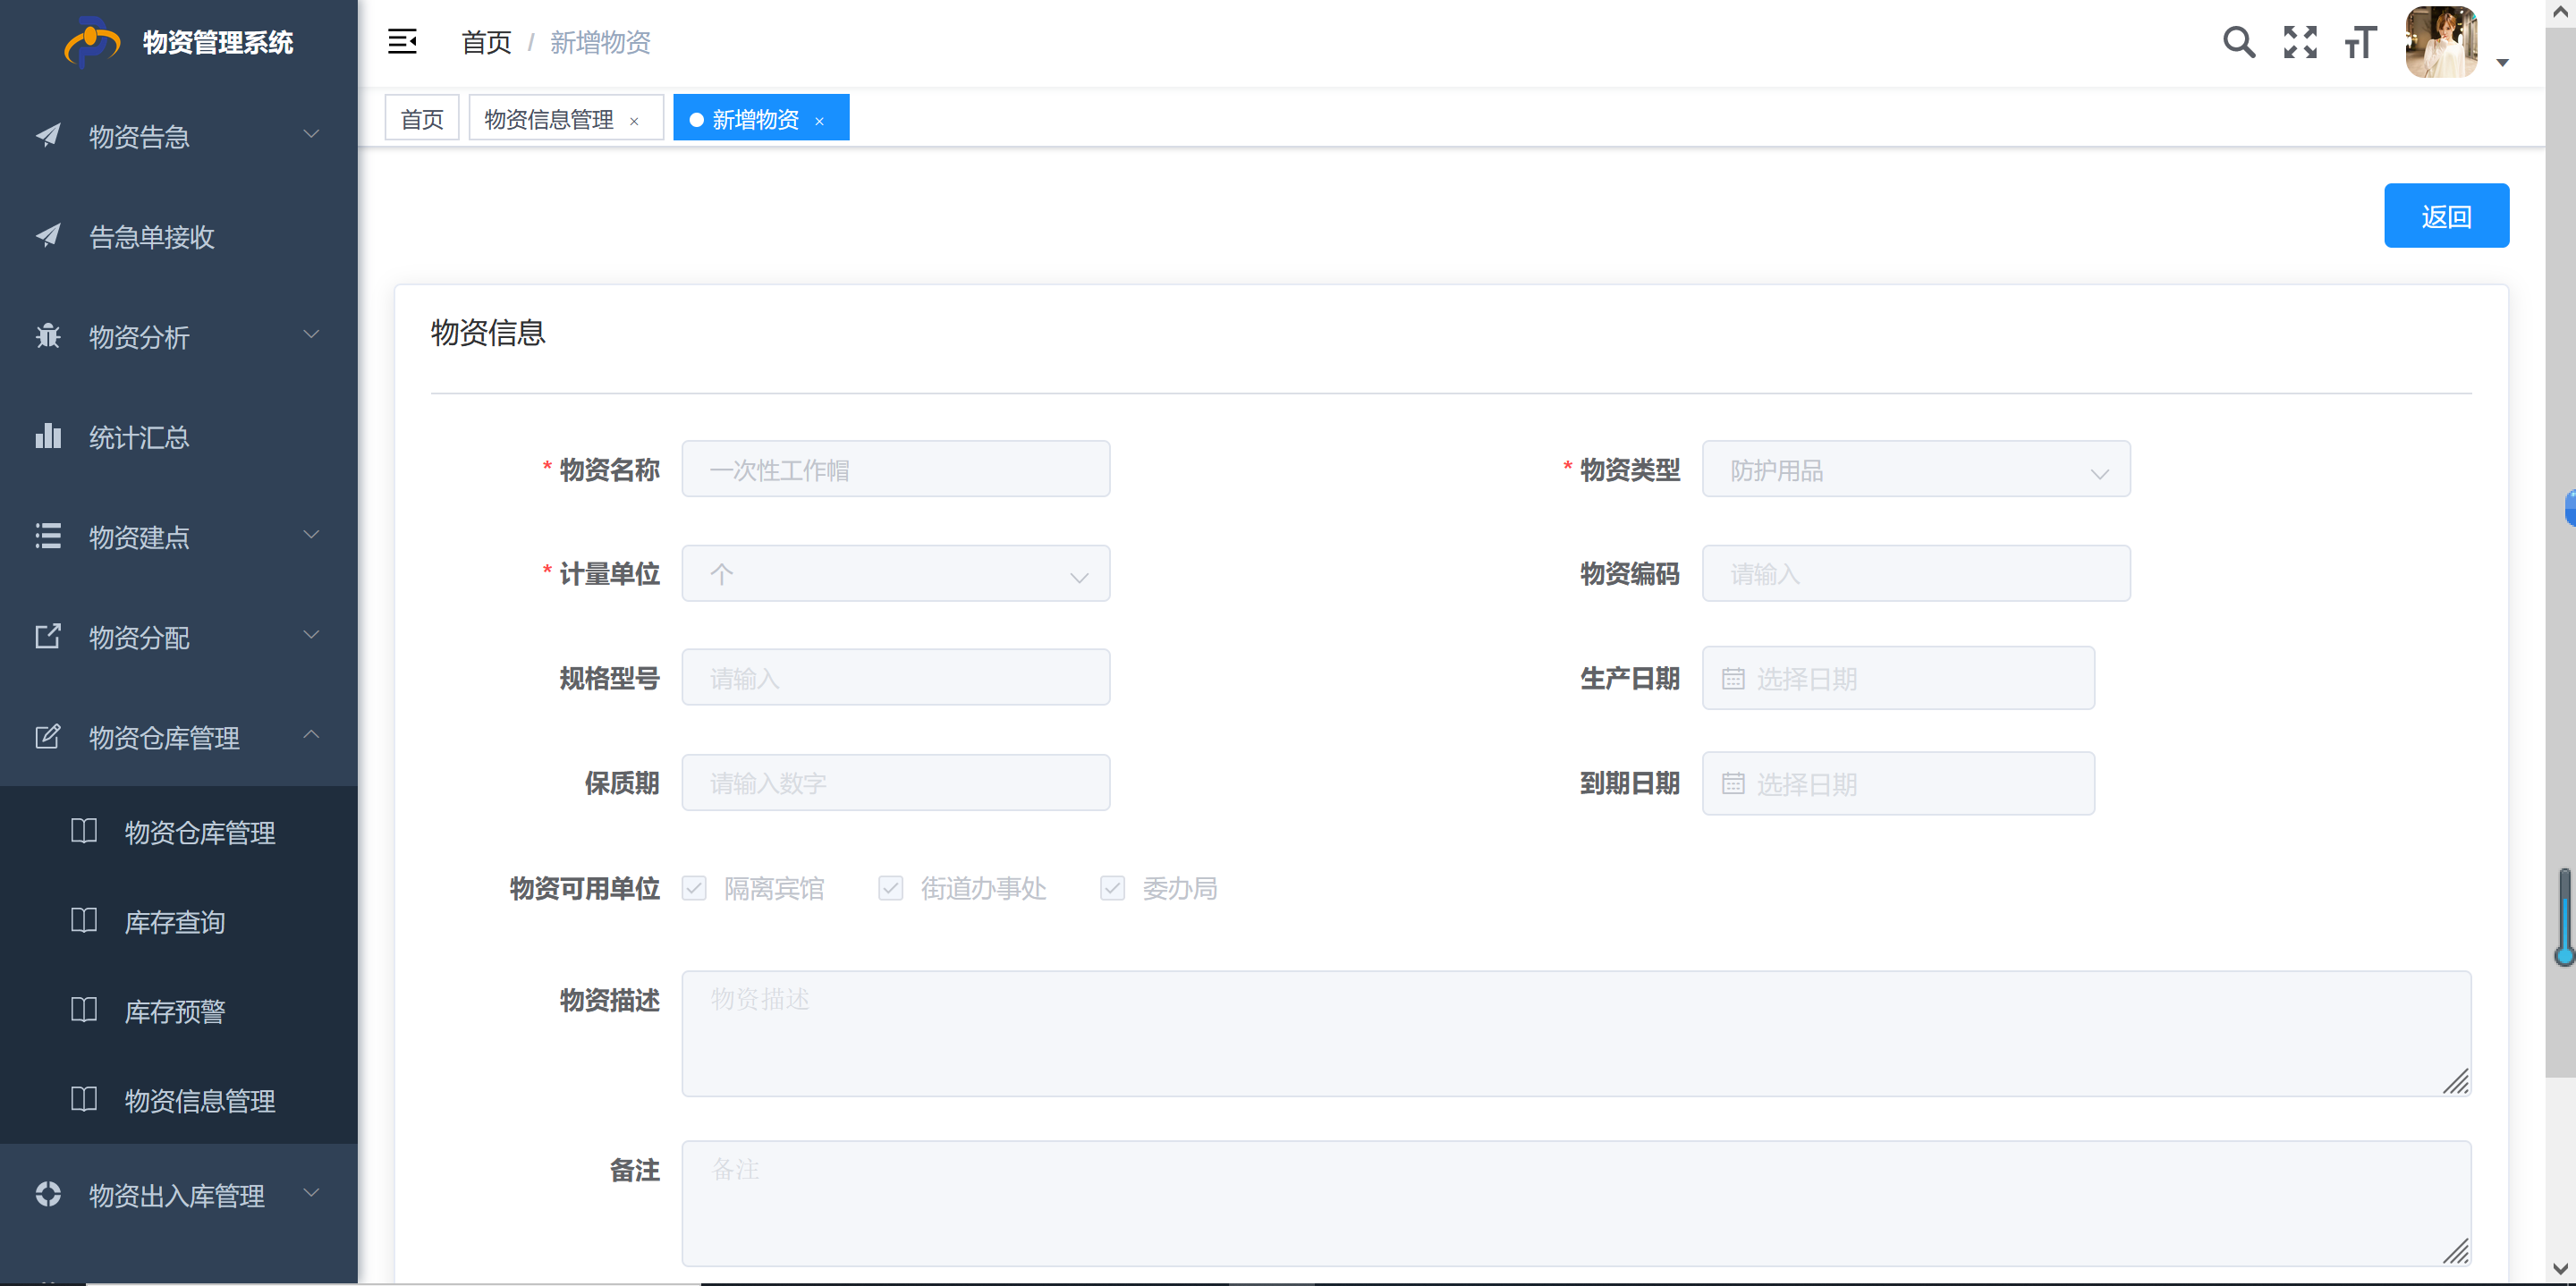 物资管理系统
首页 / 新增物资
首页 物资信息管理 × 新增物资 ×
物资告急
告急单接收
物资分析
统计汇总
物资建点
物资分配
物资仓库管理
物资仓库管理
库存查询
库存预警
物资信息管理
物资出入库管理
返回
物资信息
* 物资名称 一次性工作帽 * 物资类型 防护用品
* 计量单位 个 物资编码 请输入
规格型号 请输入 生产日期 选择日期
保质期 请输入数字 到期日期 选择日期
物资可用单位 隔离宾馆 街道办事处 委办局
物资描述 物资描述
备注 备注